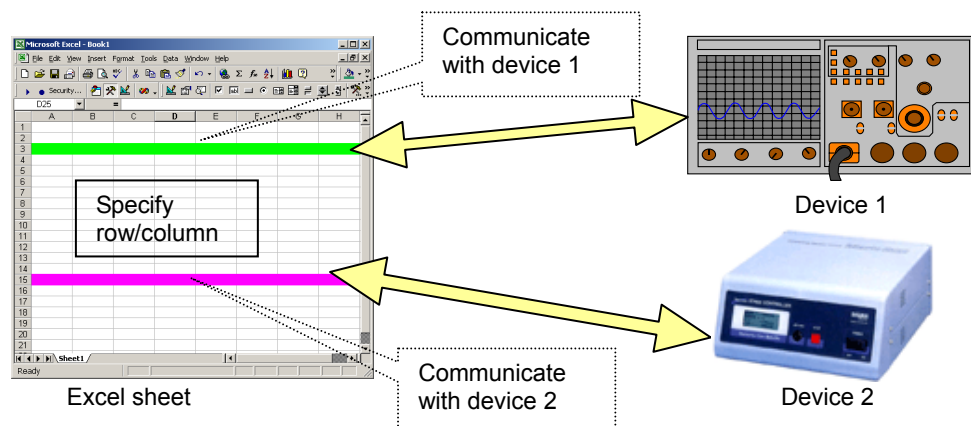 Microsoft Excel - Book1
File Edit View Insert Format Tools Data Window Help
Security...
D25 =
A B C D E F G H
1
2
3
4
5
6
7
8
9
10
11
12
13
14
15
16
17
18
19
20
21
Sheet1
Ready
Specify
row/column
Communicate
with device 1
Communicate
with device 2
Excel sheet
Device 1
Device 2